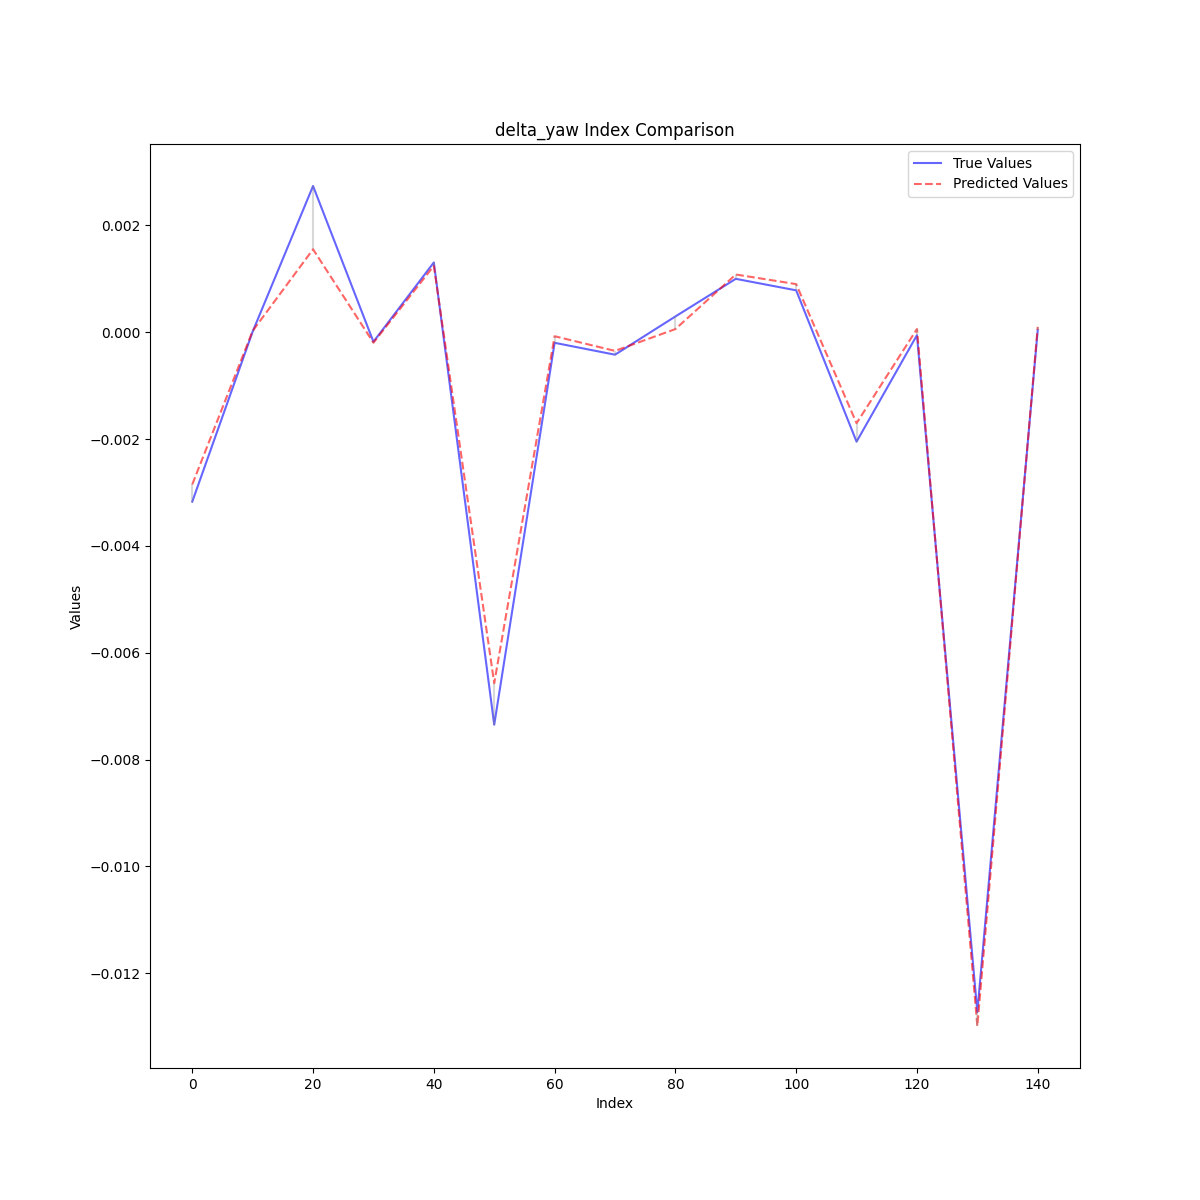 delta_yaw Index Comparison
True Values
Predicted Values
0.002
0.000
−0.002
−0.004
−0.006
−0.008
−0.010
−0.012
Values
0 20 40 60 80 100 120 140
Index